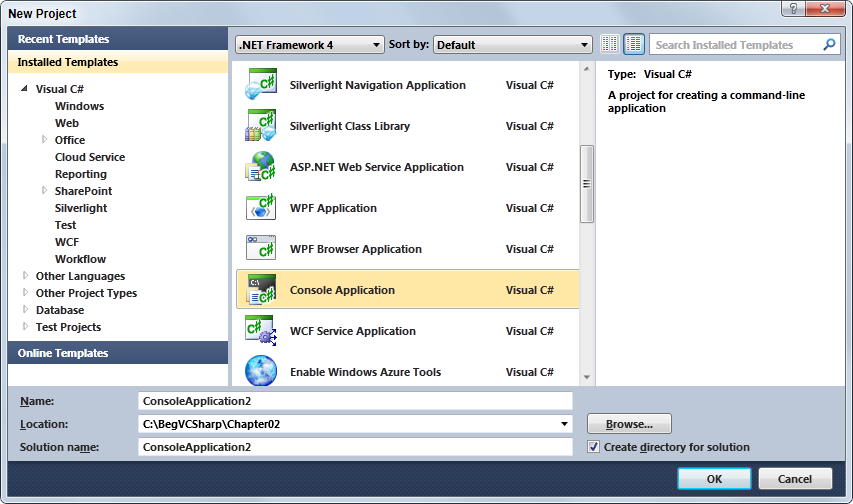 New Project
Recent Templates
Installed Templates
Visual C#
Windows
Web
Office
Cloud Service
Reporting
SharePoint
Silverlight
Test
WCF
Workflow
Other Languages
Other Project Types
Database
Test Projects
Online Templates
.NET Framework 4 Sort by: Default Search Installed Templates
Silverlight Navigation Application Visual C#
Silverlight Class Library Visual C#
ASP.NET Web Service Application Visual C#
WPF Application Visual C#
WPF Browser Application Visual C#
Console Application Visual C#
WCF Service Application Visual C#
Enable Windows Azure Tools Visual C#
Type: Visual C#
A project for creating a command-line
application
Name: ConsoleApplication2
Location: C:\BegVCSharp\Chapter02 Browse...
Solution name: ConsoleApplication2 Create directory for solution
OK Cancel